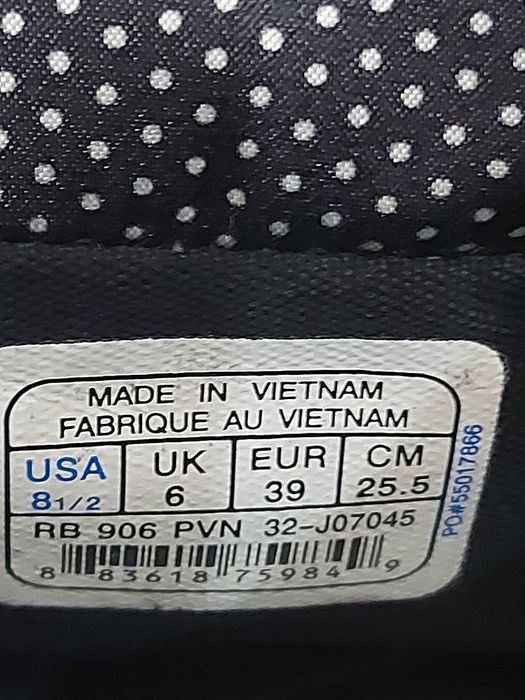 MADE IN VIETNAM
FABRIQUE AU VIETNAM
USA UK EUR CM
8 1/2 6 39 25.5
RB 906 PVN 32-J07045
8 83618 75984 9
PO#55017866